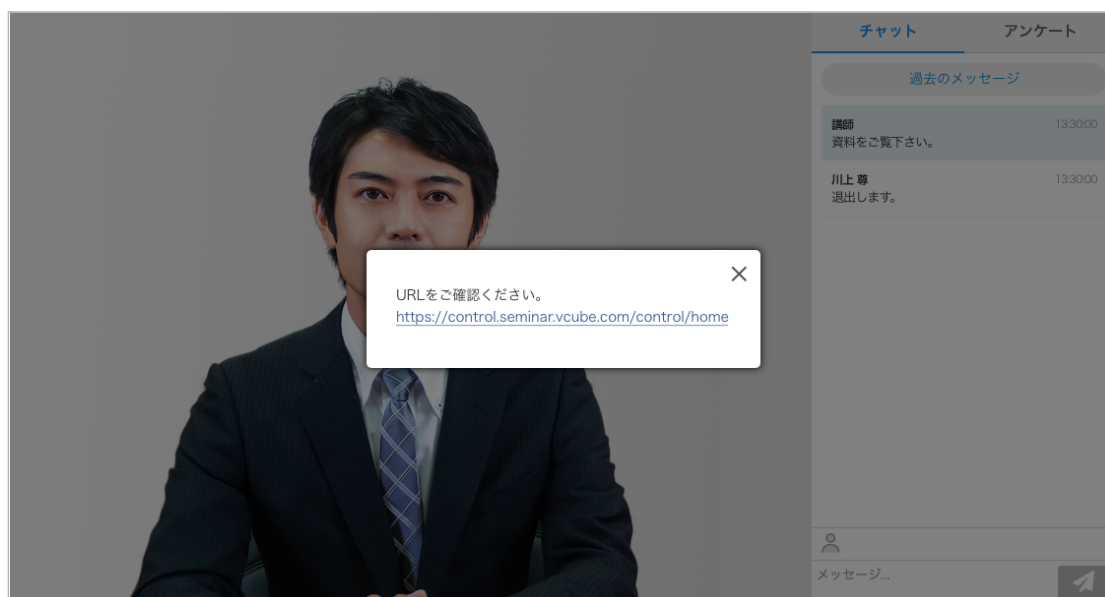 チャット
アンケート
過去のメッセージ
講師
13:30:00
資料をご覧下さい。
川上 尊
13:30:00
退出します。
URLをご確認ください。
https://control.seminar.vcube.com/control/home
メッセージ...